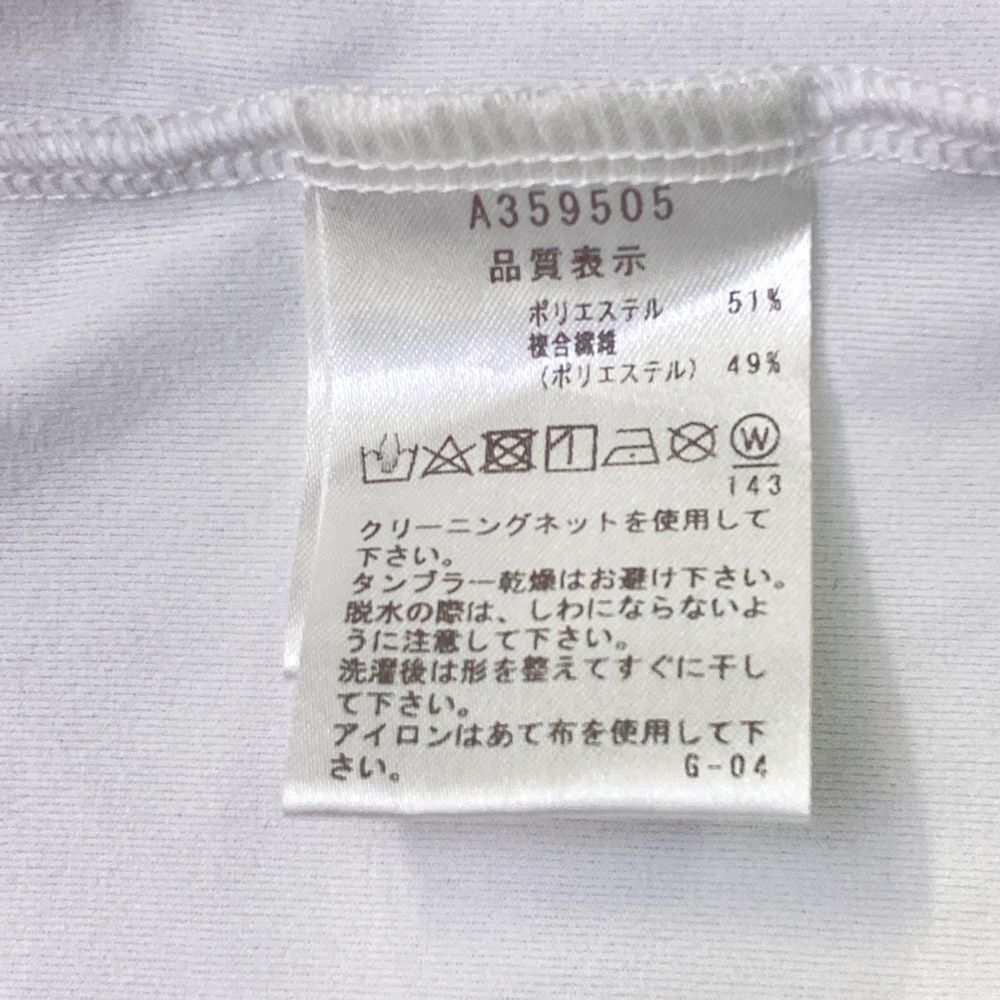 A359505
品質表示
ポリエステル 51%
複合繊維
(ポリエステル) 49%
W
143
クリーニングネットを使用して
下さい。
タンブラー乾燥はお避け下さい。
脱水の際は、しわにならないよ
うに注意して下さい。
洗濯後は形を整えてすぐに干し
て下さい。
アイロンはあて布を使用して下
さい。 G-04